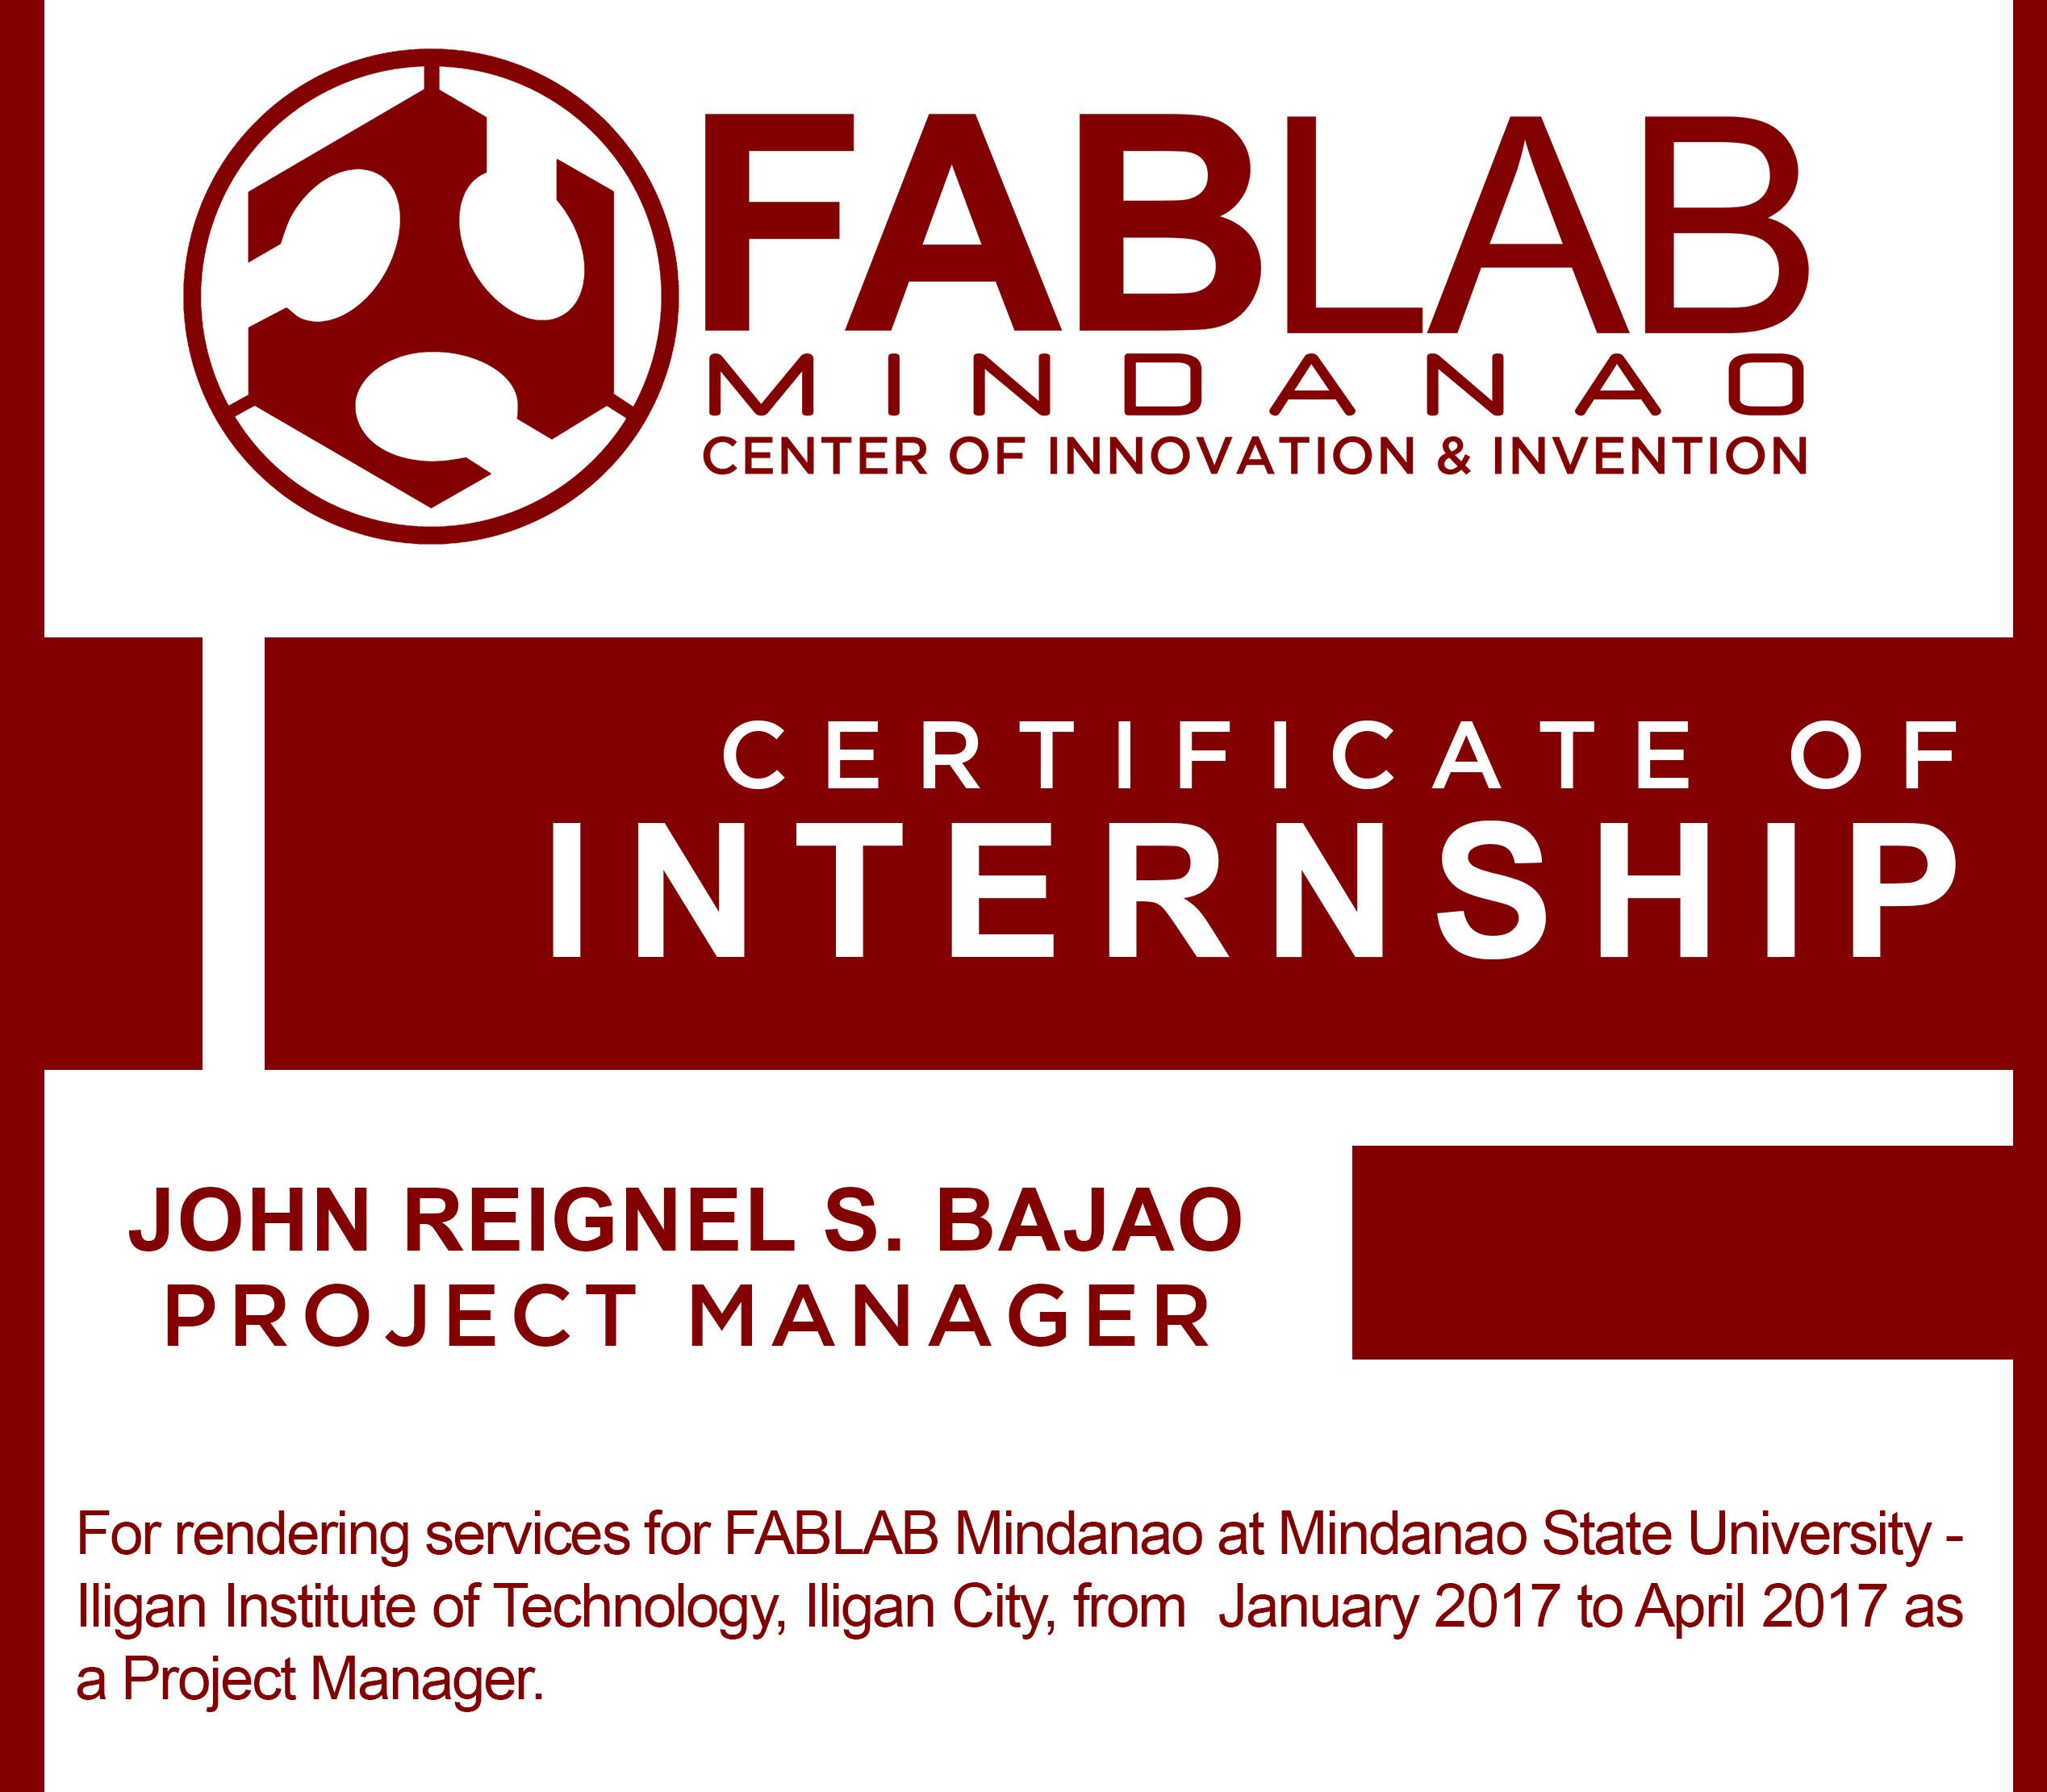 FABLAB
MINDANAO
CENTER OF INNOVATION & INVENTION
CERTIFICATE OF
INTERNSHIP
JOHN REIGNEL S. BAJAO
PROJECT MANAGER
For rendering services for FABLAB Mindanao at Mindanao State University -
Iligan Institute of Technology, Iligan City, from  January 2017 to April 2017 as
a Project Manager.